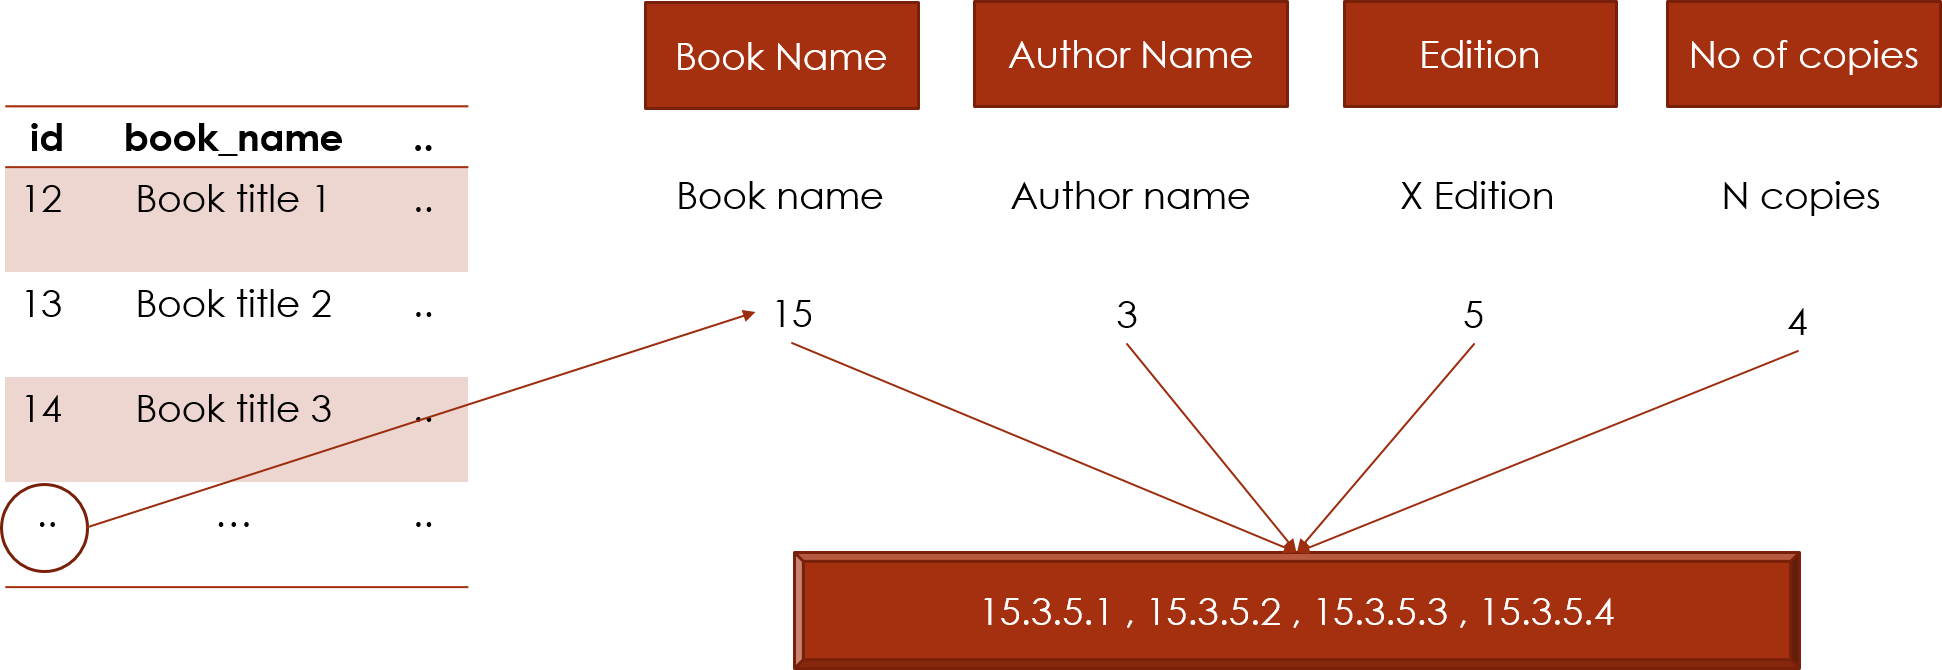 Book Name Author Name Edition No of copies
id book_name ..
12 Book title 1 ..
Book name Author name X Edition N copies
13 Book title 2 ..
15 3 5 4
14 Book title 3 ..
.. ... ..
15.3.5.1 , 15.3.5.2 , 15.3.5.3 , 15.3.5.4